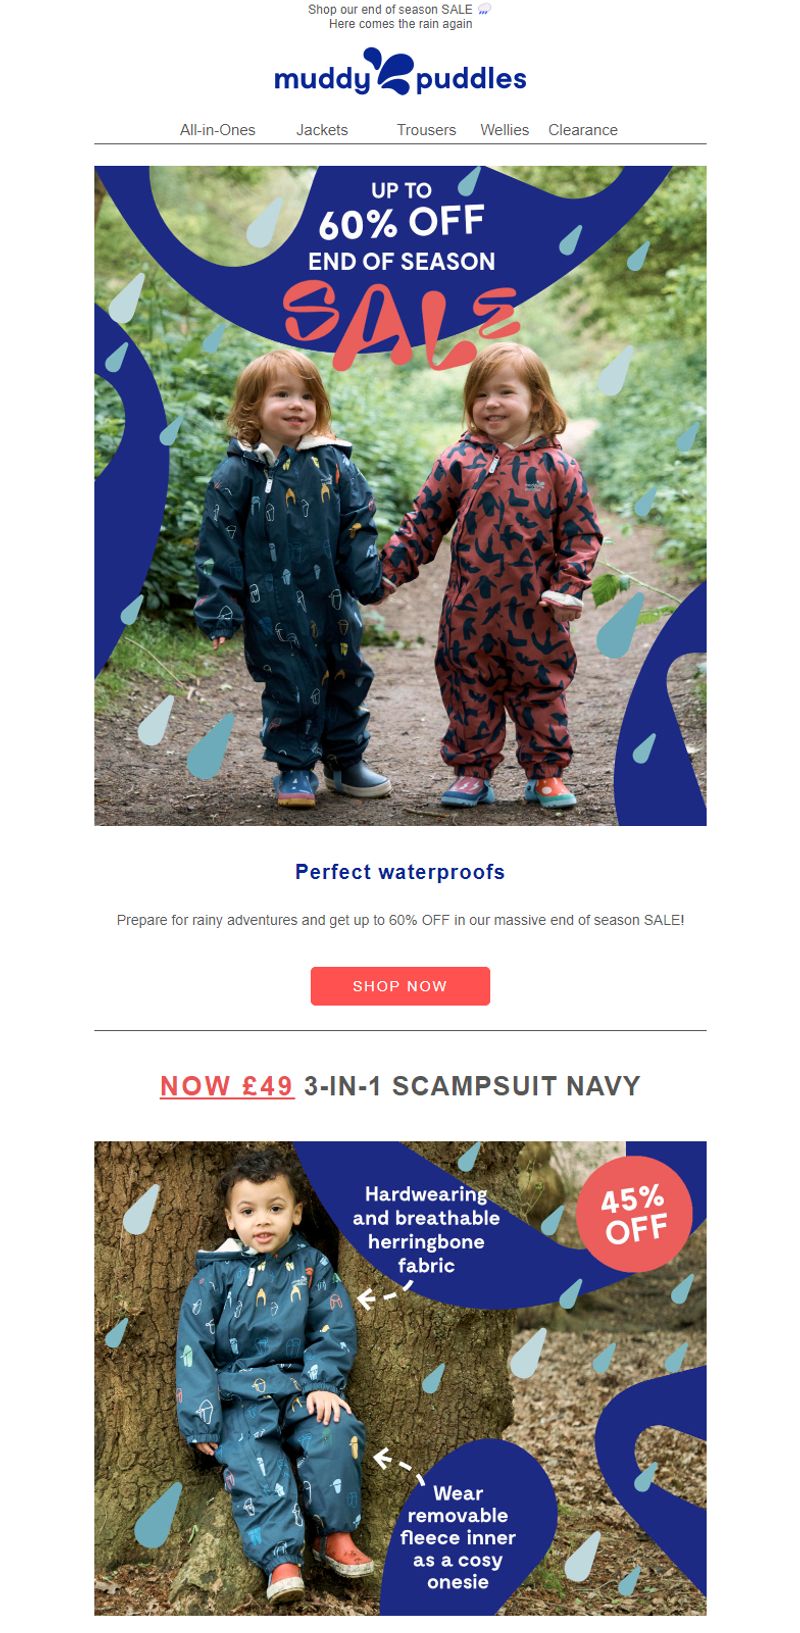 Shop our end of season SALE 🌧️
Here comes the rain again
muddy puddles
All-in-Ones Jackets Trousers Wellies Clearance
UP TO
60% OFF
END OF SEASON
SALE
Perfect waterproofs
Prepare for rainy adventures and get up to 60% OFF in our massive end of season SALE!
SHOP NOW
NOW £49 3-IN-1 SCAMPSUIT NAVY
Hardwearing
and breathable
herringbone
fabric
45%
OFF
Wear
removable
fleece inner
as a cosy
onesie